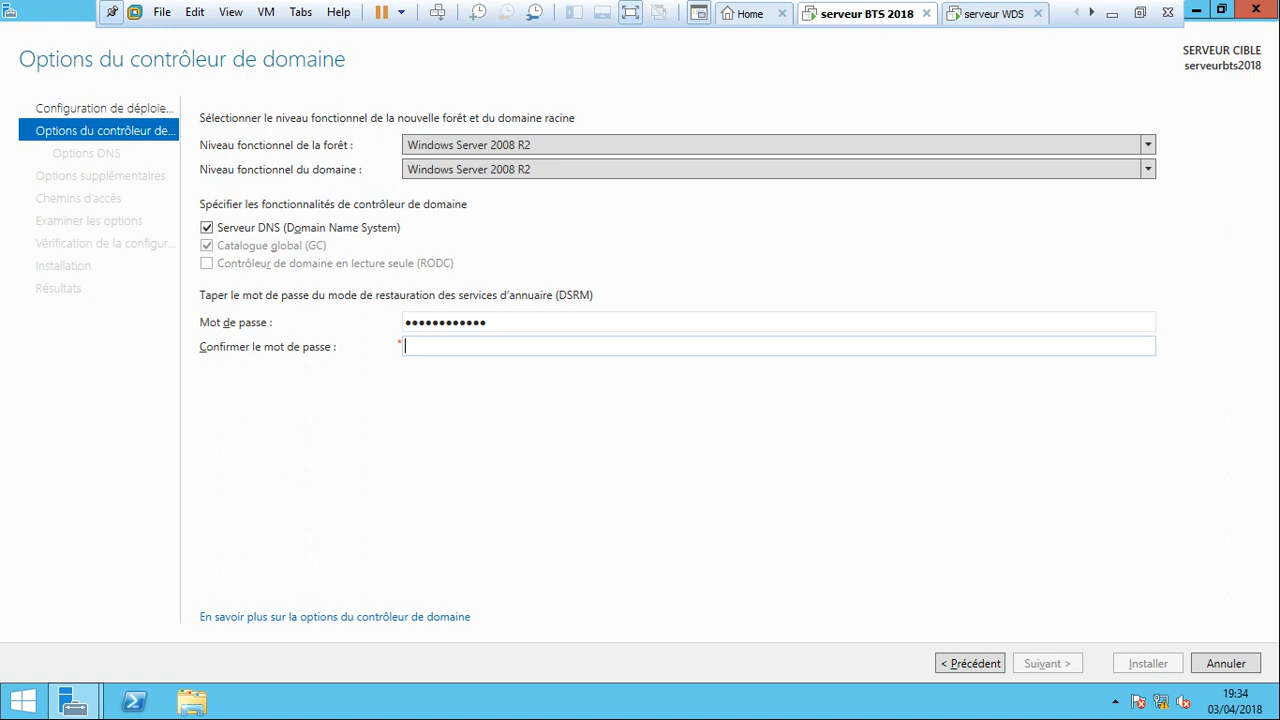 File Edit View VM Tabs Help Home serveur BTS 2018 serveur WDS
Options du contrôleur de domaine
SERVEUR CIBLE
serveurbts2018
Configuration de déploie...
Options du contrôleur de...
Options DNS
Options supplémentaires
Chemins d'accès
Examiner les options
Vérification de la configur...
Installation
Résultats
Sélectionner le niveau fonctionnel de la nouvelle forêt et du domaine racine
Niveau fonctionnel de la forêt : Windows Server 2008 R2
Niveau fonctionnel du domaine : Windows Server 2008 R2
Spécifier les fonctionnalités de contrôleur de domaine
Serveur DNS (Domain Name System)
Catalogue global (GC)
Contrôleur de domaine en lecture seule (RODC)
Taper le mot de passe du mode de restauration des services d'annuaire (DSRM)
Mot de passe : ●●●●●●●●●●●●
Confirmer le mot de passe : *
En savoir plus sur la options du contrôleur de domaine
< Précédent Suivant > Installer Annuler
19:34
03/04/2018